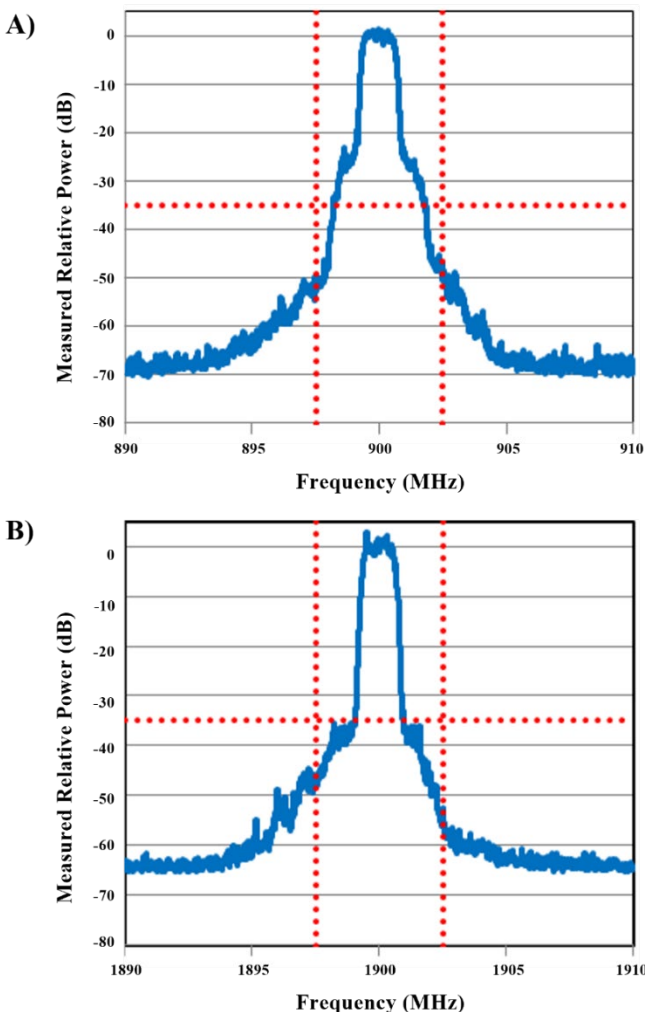 A)
Measured Relative Power (dB)
0
-10
-20
-30
-40
-50
-60
-70
-80
890 895 900 905 910
Frequency (MHz)
B)
Measured Relative Power (dB)
0
-10
-20
-30
-40
-50
-60
-70
-80
1890 1895 1900 1905 1910
Frequency (MHz)